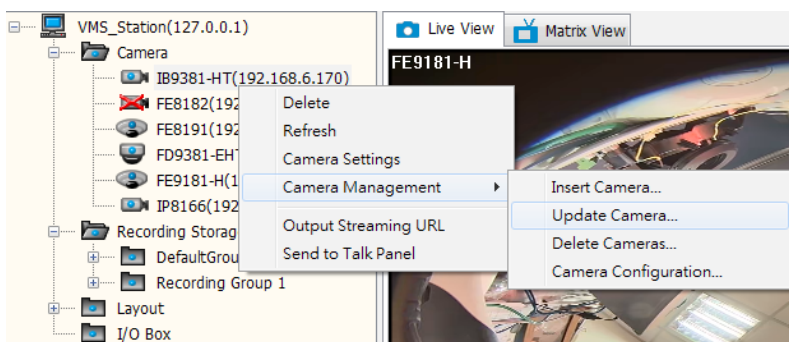 VMS_Station(127.0.0.1)
Camera
IB9381-HT(192.168.6.170)
FE8182(192
FE8191(192
FD9381-EHT
FE9181-H(1
IP8166(192
Recording Storag
DefaultGrou
Recording Group 1
Layout
I/O Box
Delete
Refresh
Camera Settings
Camera Management
Output Streaming URL
Send to Talk Panel
Insert Camera...
Update Camera...
Delete Cameras...
Camera Configuration...
Live View
Matrix View
FE9181-H